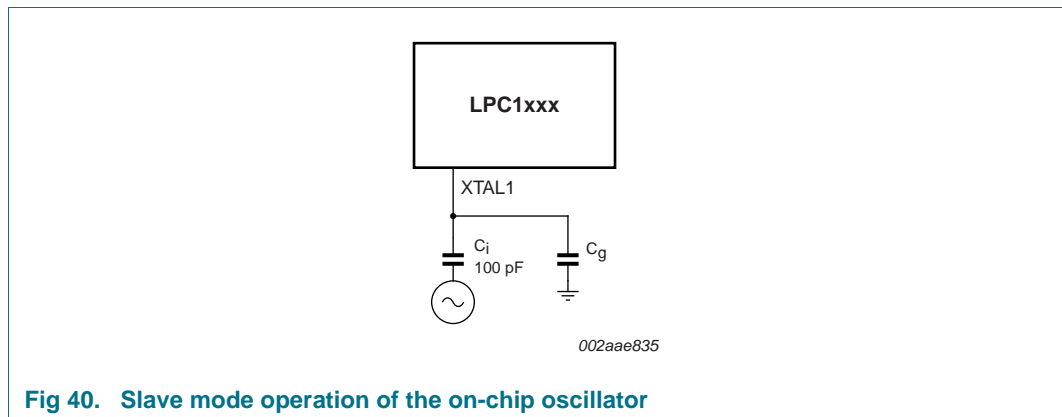 LPC1xxx
XTAL1
Ci
100 pF
Cg
002aae835
Fig 40. Slave mode operation of the on-chip oscillator